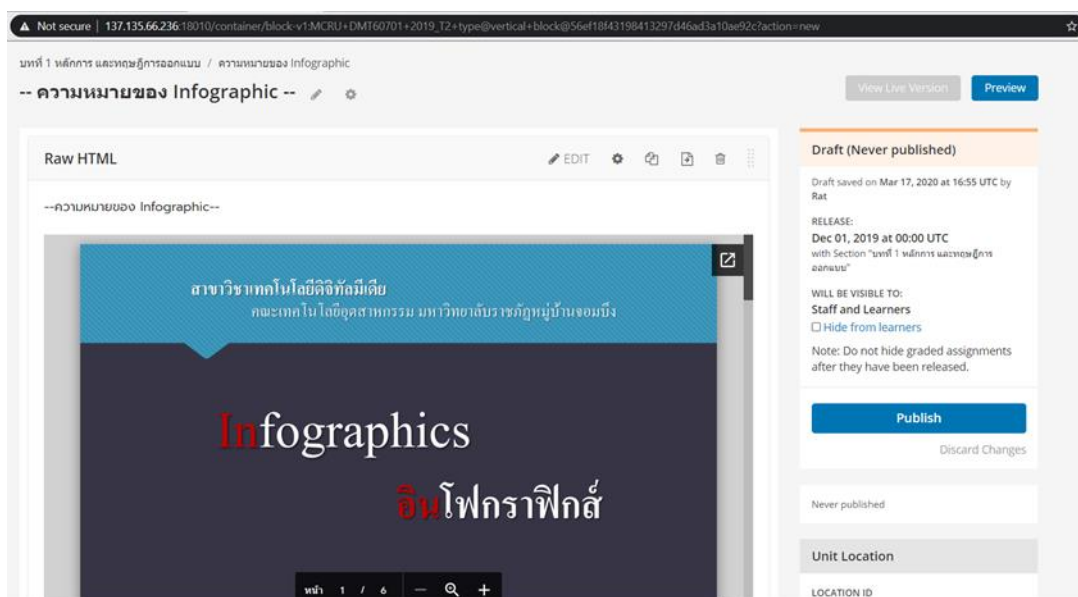 Not secure | 137.135.66.236:18010/container/block-v1:MCRU+DMT60701+2019_T2+type@vertical+block@56ef18f43198413297d46ad3a10ae92c?action=new
บทที่ 1 หลักการ และทฤษฎีการออกแบบ / ความหมายของ Infographic
-- ความหมายของ Infographic --
View Live Version
Preview
Raw HTML
EDIT
--ความหมายของ Infographic--
สาขาวิชาเทคโนโลยีดิจิทัลมีเดีย
คณะเทคโนโลยีอุตสาหกรรม มหาวิทยาลัยราชภัฏหมู่บ้านจอมบึง
Infographics
อินโฟกราฟิกส์
หน้า 1 / 6
Draft (Never published)
Draft saved on Mar 17, 2020 at 16:55 UTC by
Rat
RELEASE:
Dec 01, 2019 at 00:00 UTC
with Section "บทที่ 1 หลักการ และทฤษฎีการ
ออกแบบ"
WILL BE VISIBLE TO:
Staff and Learners
Hide from learners
Note: Do not hide graded assignments
after they have been released.
Publish
Discard Changes
Never published
Unit Location
LOCATION ID